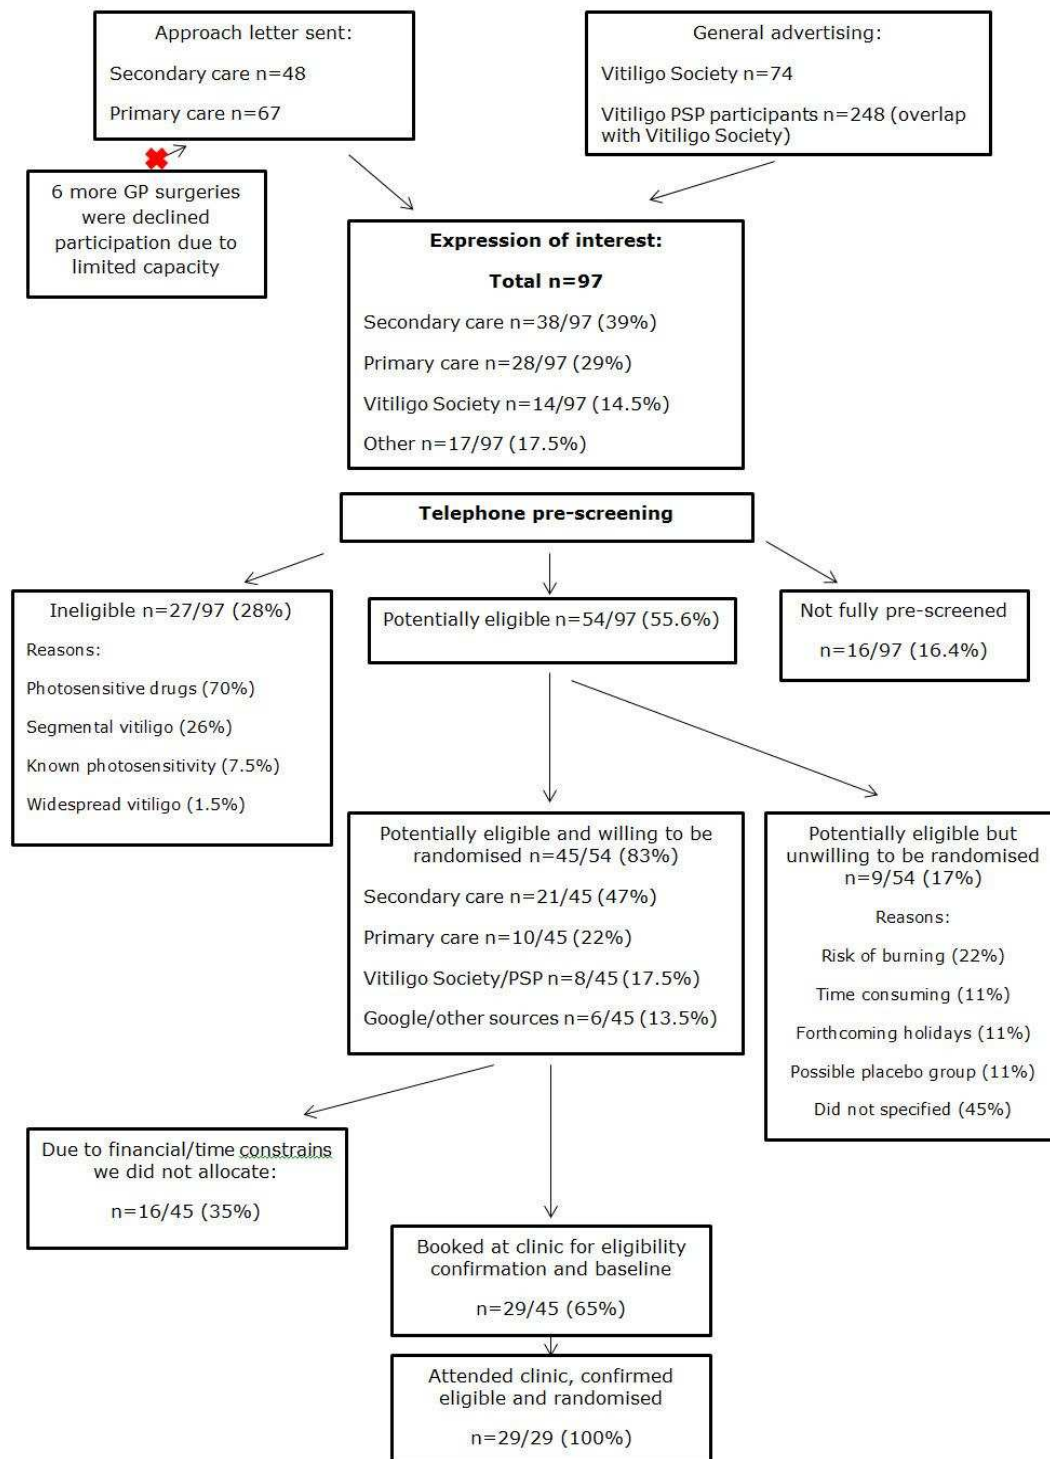 Approach letter sent:
Secondary care n=48
Primary care n=67
General advertising:
Vitiligo Society n=74
Vitiligo PSP participants n=248 (overlap
with Vitiligo Society)
6 more GP surgeries
were declined
participation due to
limited capacity
Expression of interest:
Total n=97
Secondary care n=38/97 (39%)
Primary care n=28/97 (29%)
Vitiligo Society n=14/97 (14.5%)
Other n=17/97 (17.5%)
Telephone pre-screening
Ineligible n=27/97 (28%)
Reasons:
Photosensitive drugs (70%)
Segmental vitiligo (26%)
Known photosensitivity (7.5%)
Widespread vitiligo (1.5%)
Potentially eligible n=54/97 (55.6%)
Not fully pre-screened
n=16/97 (16.4%)
Potentially eligible and willing to be
randomised n=45/54 (83%)
Secondary care n=21/45 (47%)
Primary care n=10/45 (22%)
Vitiligo Society/PSP n=8/45 (17.5%)
Google/other sources n=6/45 (13.5%)
Potentially eligible but
unwilling to be randomised
n=9/54 (17%)
Reasons:
Risk of burning (22%)
Time consuming (11%)
Forthcoming holidays (11%)
Possible placebo group (11%)
Did not specified (45%)
Due to financial/time constrains
we did not allocate:
n=16/45 (35%)
Booked at clinic for eligibility
confirmation and baseline
n=29/45 (65%)
Attended clinic, confirmed
eligible and randomised
n=29/29 (100%)